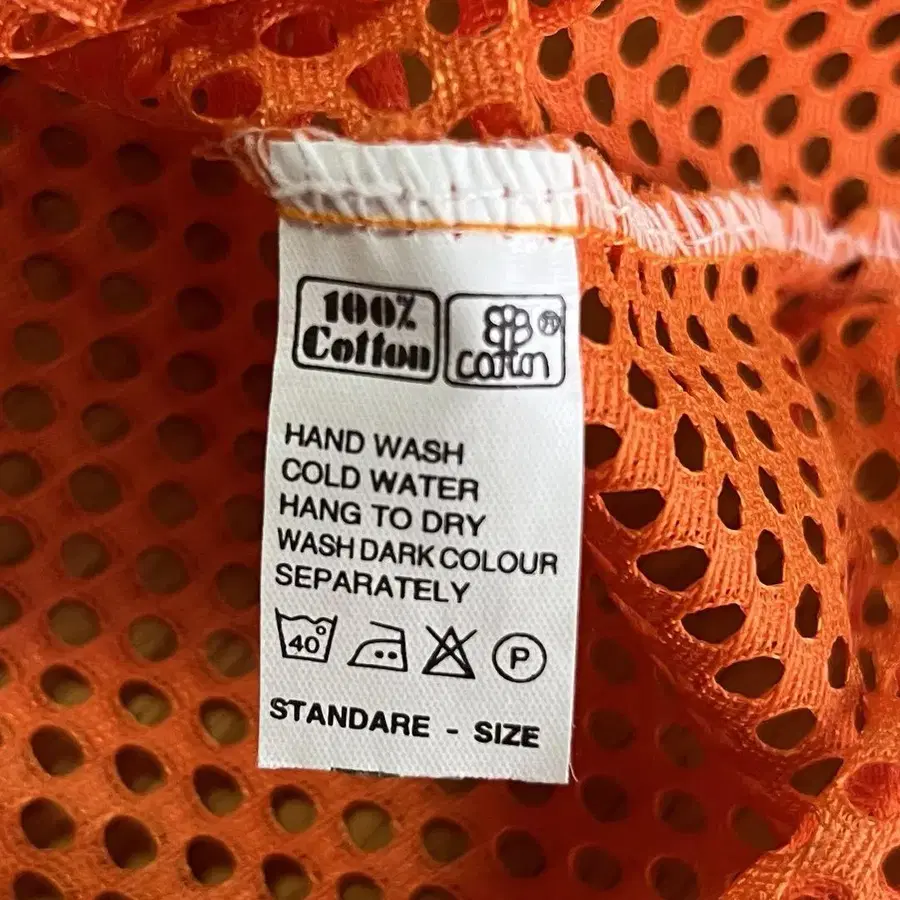 100% Cotton
cotton ®
HAND WASH
COLD WATER
HANG TO DRY
WASH DARK COLOUR
SEPARATELY
40° P
STANDARE - SIZE